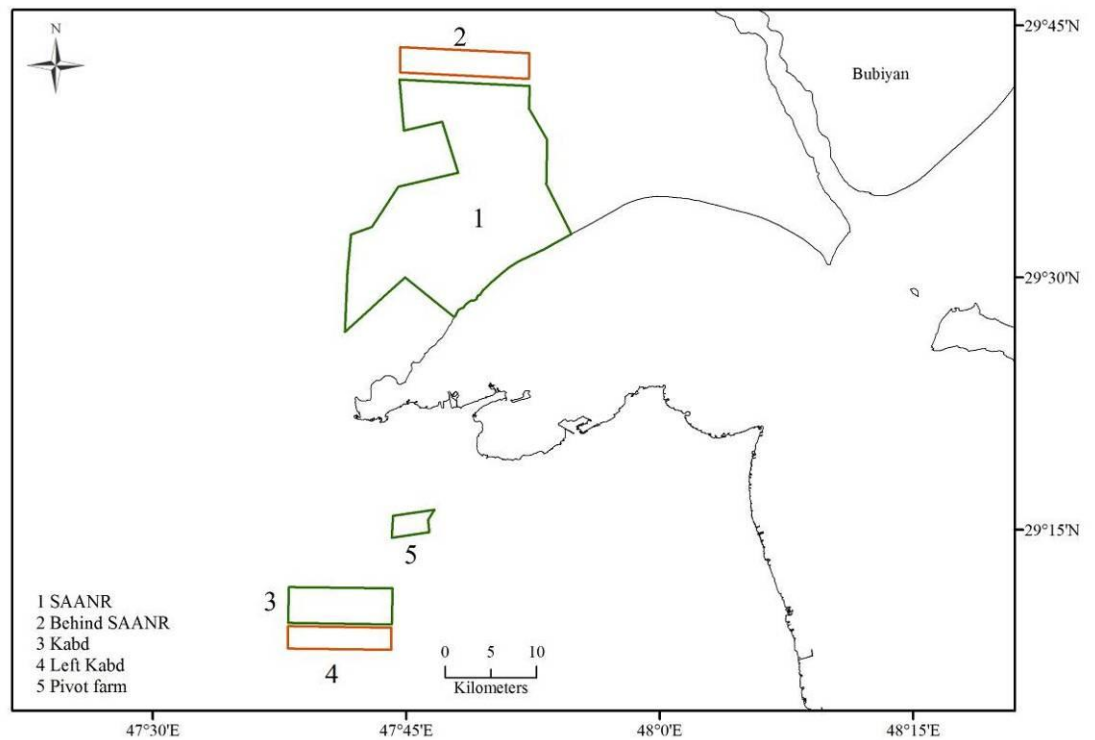 N
2
Bubiyan
1
5
3
4
1 SAANR
2 Behind SAANR
3 Kabd
4 Left Kabd
5 Pivot farm
0 5 10
Kilometers
29°45'N
29°30'N
29°15'N
47°30'E 47°45'E 48°0'E 48°15'E